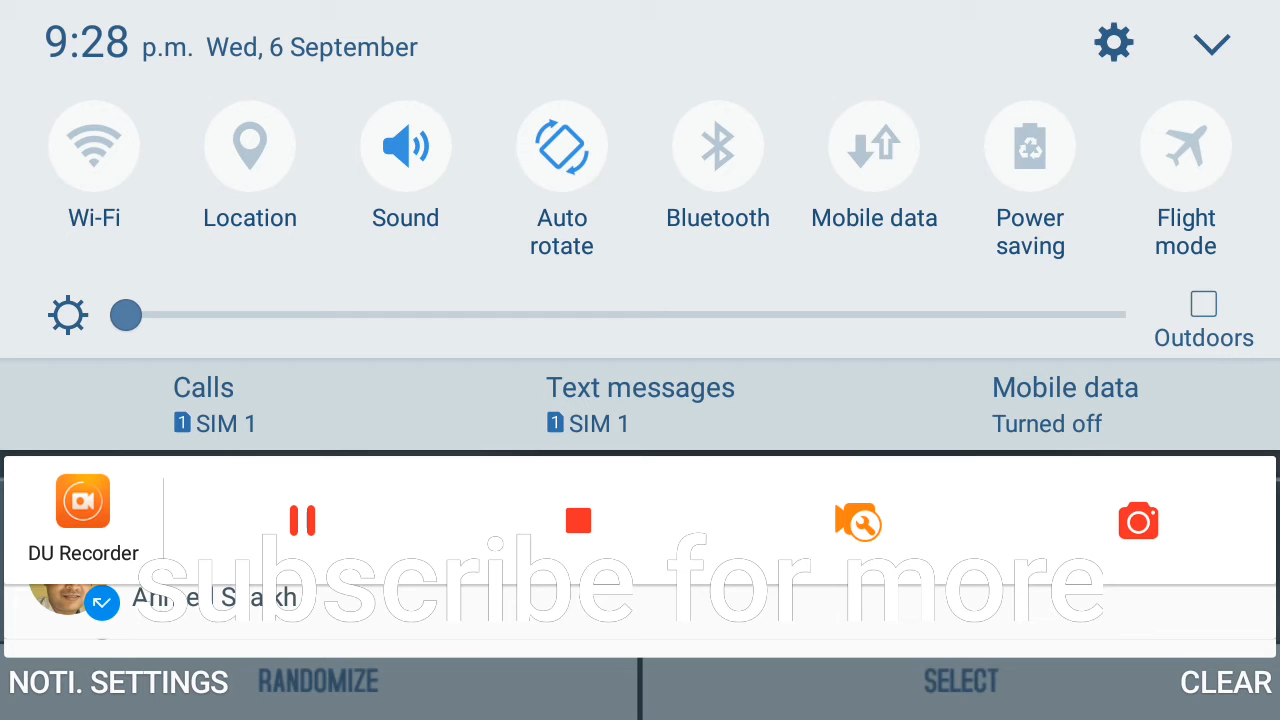 9:28 p.m. Wed, 6 September
Wi-Fi
Location
Sound
Auto
rotate
Bluetooth
Mobile data
Power
saving
Flight
mode
Outdoors
Calls
1 SIM 1
Text messages
1 SIM 1
Mobile data
Turned off
DU Recorder
subscribe for more
NOTI. SETTINGS
RANDOMIZE
SELECT
CLEAR